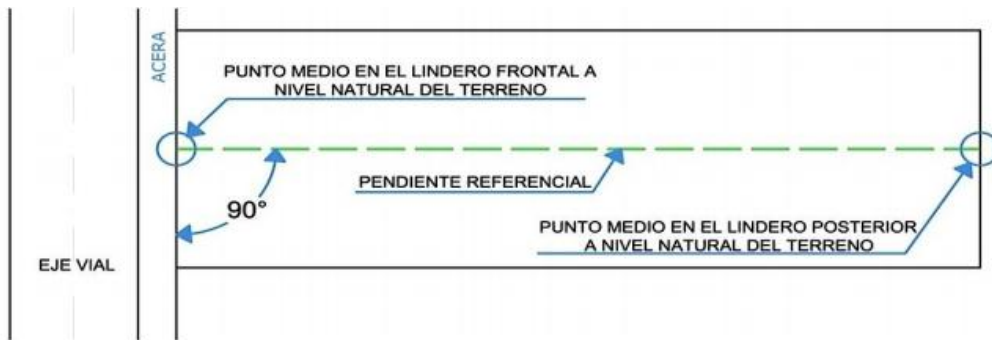 ACERA
PUNTO MEDIO EN EL LINDERO FRONTAL A
NIVEL NATURAL DEL TERRENO
PENDIENTE REFERENCIAL
90°
PUNTO MEDIO EN EL LINDERO POSTERIOR
A NIVEL NATURAL DEL TERRENO
EJE VIAL